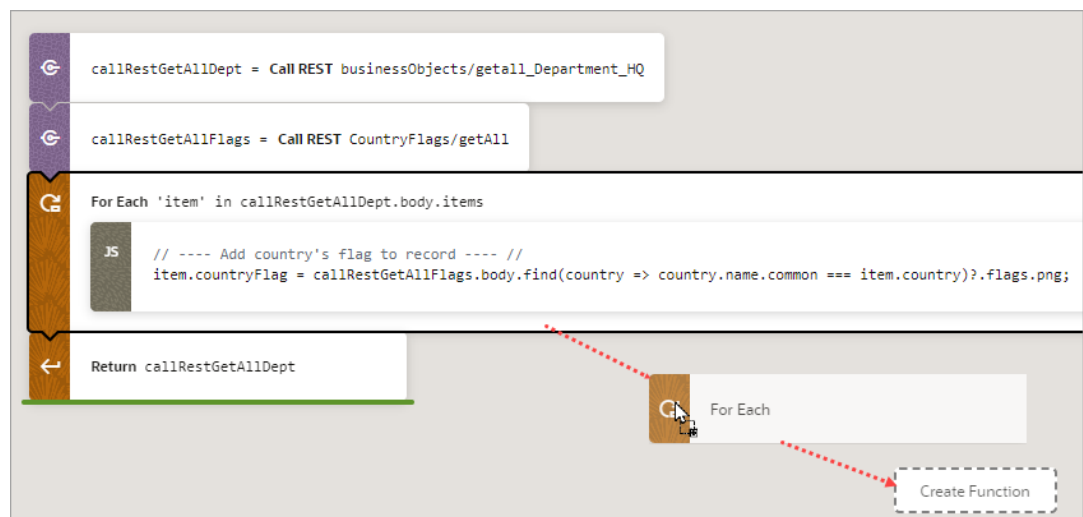 callRestGetAllDept = Call REST businessObjects/getall_Department_HQ
callRestGetAllFlags = Call REST CountryFlags/getAll
For Each 'item' in callRestGetAllDept.body.items
JS
// ---- Add country's flag to record ---- //
item.countryFlag = callRestGetAllFlags.body.find(country => country.name.common === item.country)?.flags.png;
Return callRestGetAllDept
For Each
Create Function